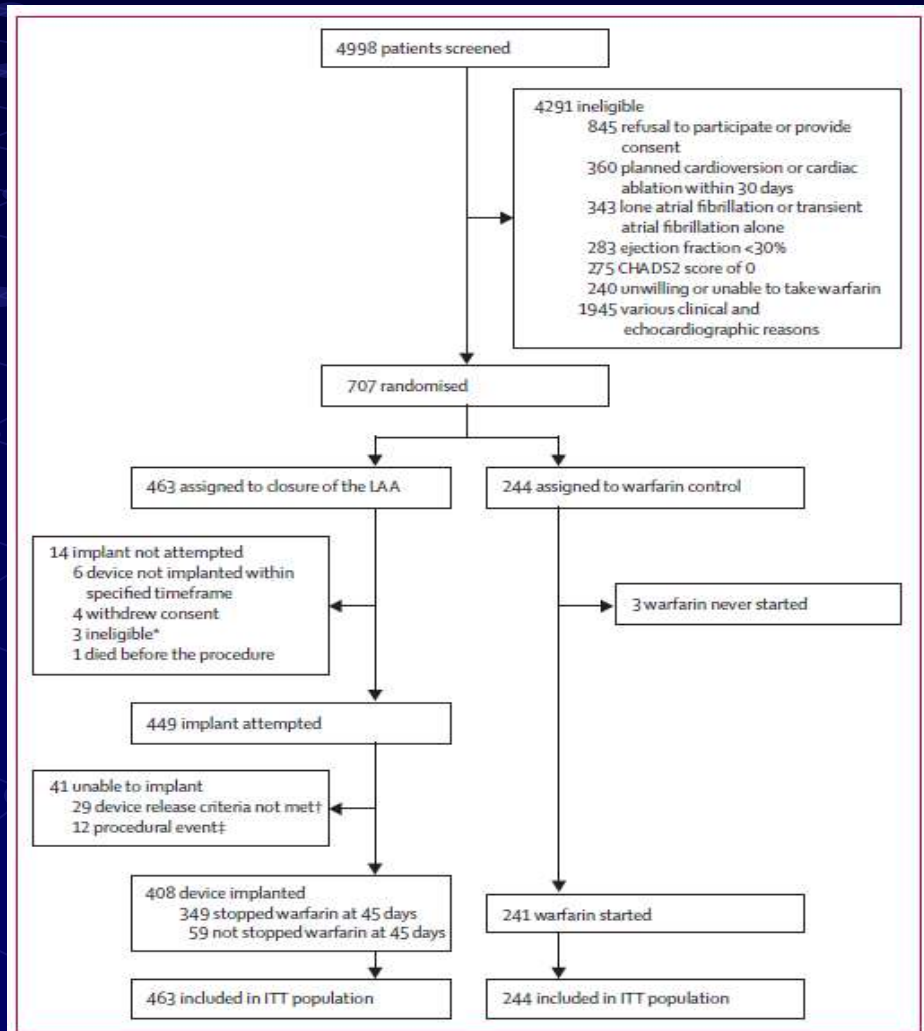 4998 patients screened
4291 ineligible
845 refusal to participate or provide
consent
360 planned cardioversion or cardiac
ablation within 30 days
343 lone atrial fibrillation or transient
atrial fibrillation alone
283 ejection fraction <30%
275 CHADS2 score of 0
240 unwilling or unable to take warfarin
1945 various clinical and
echocardiographic reasons
707 randomised
463 assigned to closure of the LAA
244 assigned to warfarin control
14 implant not attempted
6 device not implanted within
specified timeframe
4 withdrew consent
3 ineligible*
1 died before the procedure
3 warfarin never started
449 implant attempted
41 unable to implant
29 device release criteria not met†
12 procedural event‡
408 device implanted
349 stopped warfarin at 45 days
59 not stopped warfarin at 45 days
241 warfarin started
463 included in ITT population
244 included in ITT population